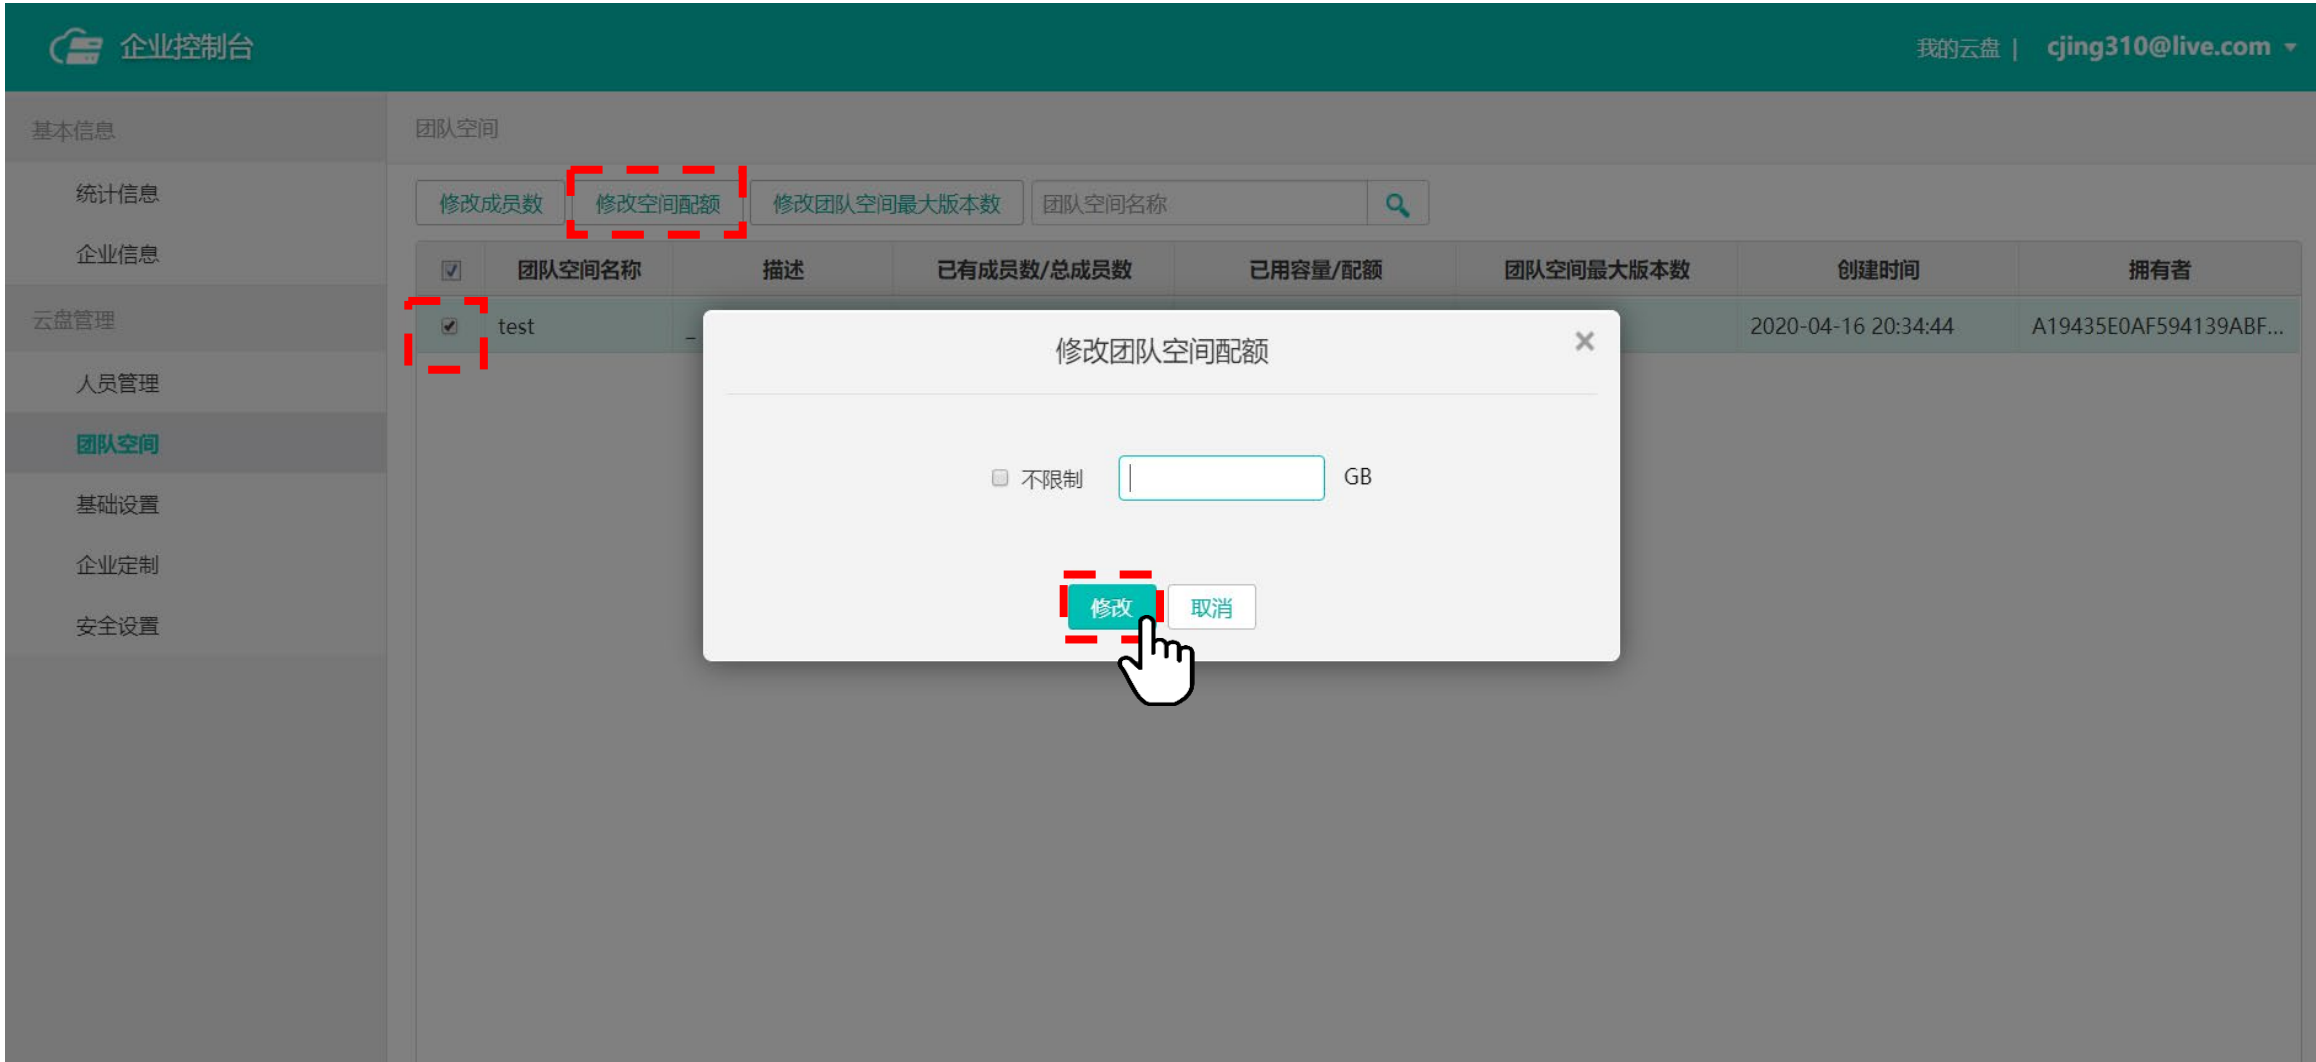 企业控制台
我的云盘 | cjing310@live.com
基本信息
统计信息
企业信息
云盘管理
人员管理
团队空间
基础设置
企业定制
安全设置
团队空间
修改成员数 修改空间配额 修改团队空间最大版本数 团队空间名称
团队空间名称 描述 已有成员数/总成员数 已用容量/配额 团队空间最大版本数 创建时间 拥有者
test _ 2020-04-16 20:34:44 A19435E0AF594139ABF...
修改团队空间配额 ×
不限制 GB
修改 取消